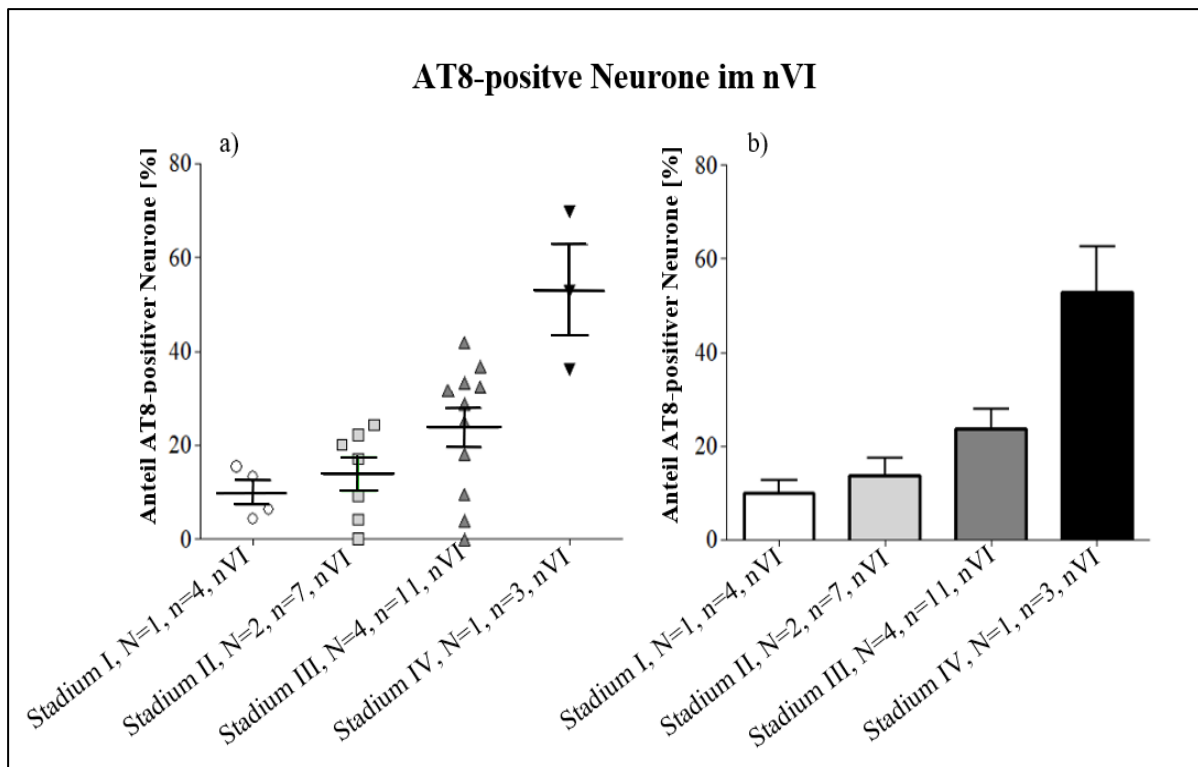 AT8-positve Neurone im nVI
a)
Anteil AT8-positiver Neurone [%]
80
60
40
20
0
Stadium I, N=1, n=4, nVI
Stadium II, N=2, n=7, nVI
Stadium III, N=4, n=11, nVI
Stadium IV, N=1, n=3, nVI
b)
Anteil AT8-positiver Neurone [%]
80
60
40
20
0
Stadium I, N=1, n=4, nVI
Stadium II, N=2, n=7, nVI
Stadium III, N=4, n=11, nVI
Stadium IV, N=1, n=3, nVI